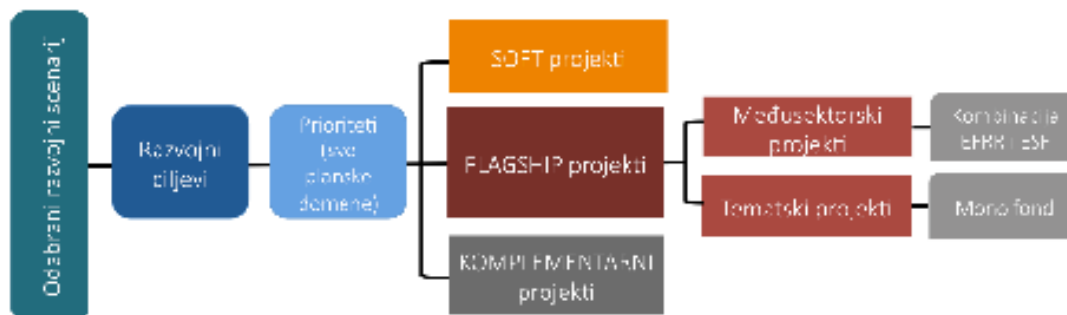 Odabrani razvojni scenarij
Razvojni
ciljevi
Prioriteti
(sve
planske
domene)
SOFT projekti
FLAGSHIP projekti
KOMPLEMENTARNI
projekti
Međusektorski
projekti
Tematski projekti
Kombinacija
EFRR i ESF
Mono fond